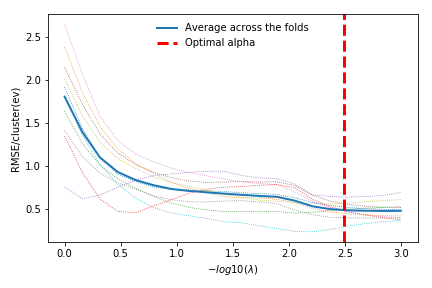 Average across the folds
Optimal alpha
RMSE/cluster(ev)
2.5
2.0
1.5
1.0
0.5
0.0 0.5 1.0 1.5 2.0 2.5 3.0
−log10(λ)